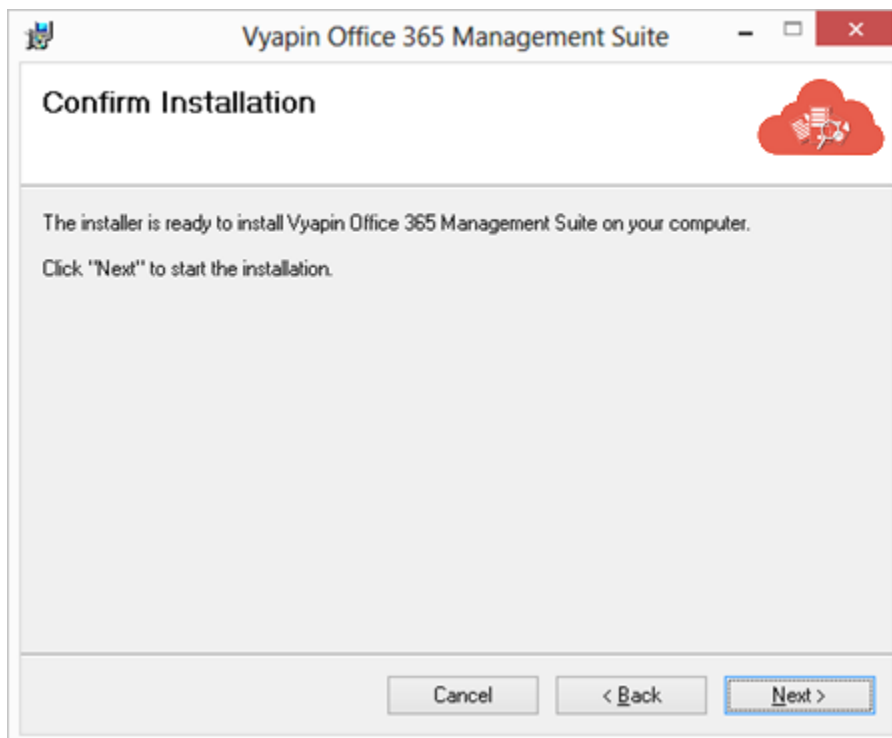 Vyapin Office 365 Management Suite
Confirm Installation
The installer is ready to install Vyapin Office 365 Management Suite on your computer.
Click "Next" to start the installation.
Cancel
< Back
Next >